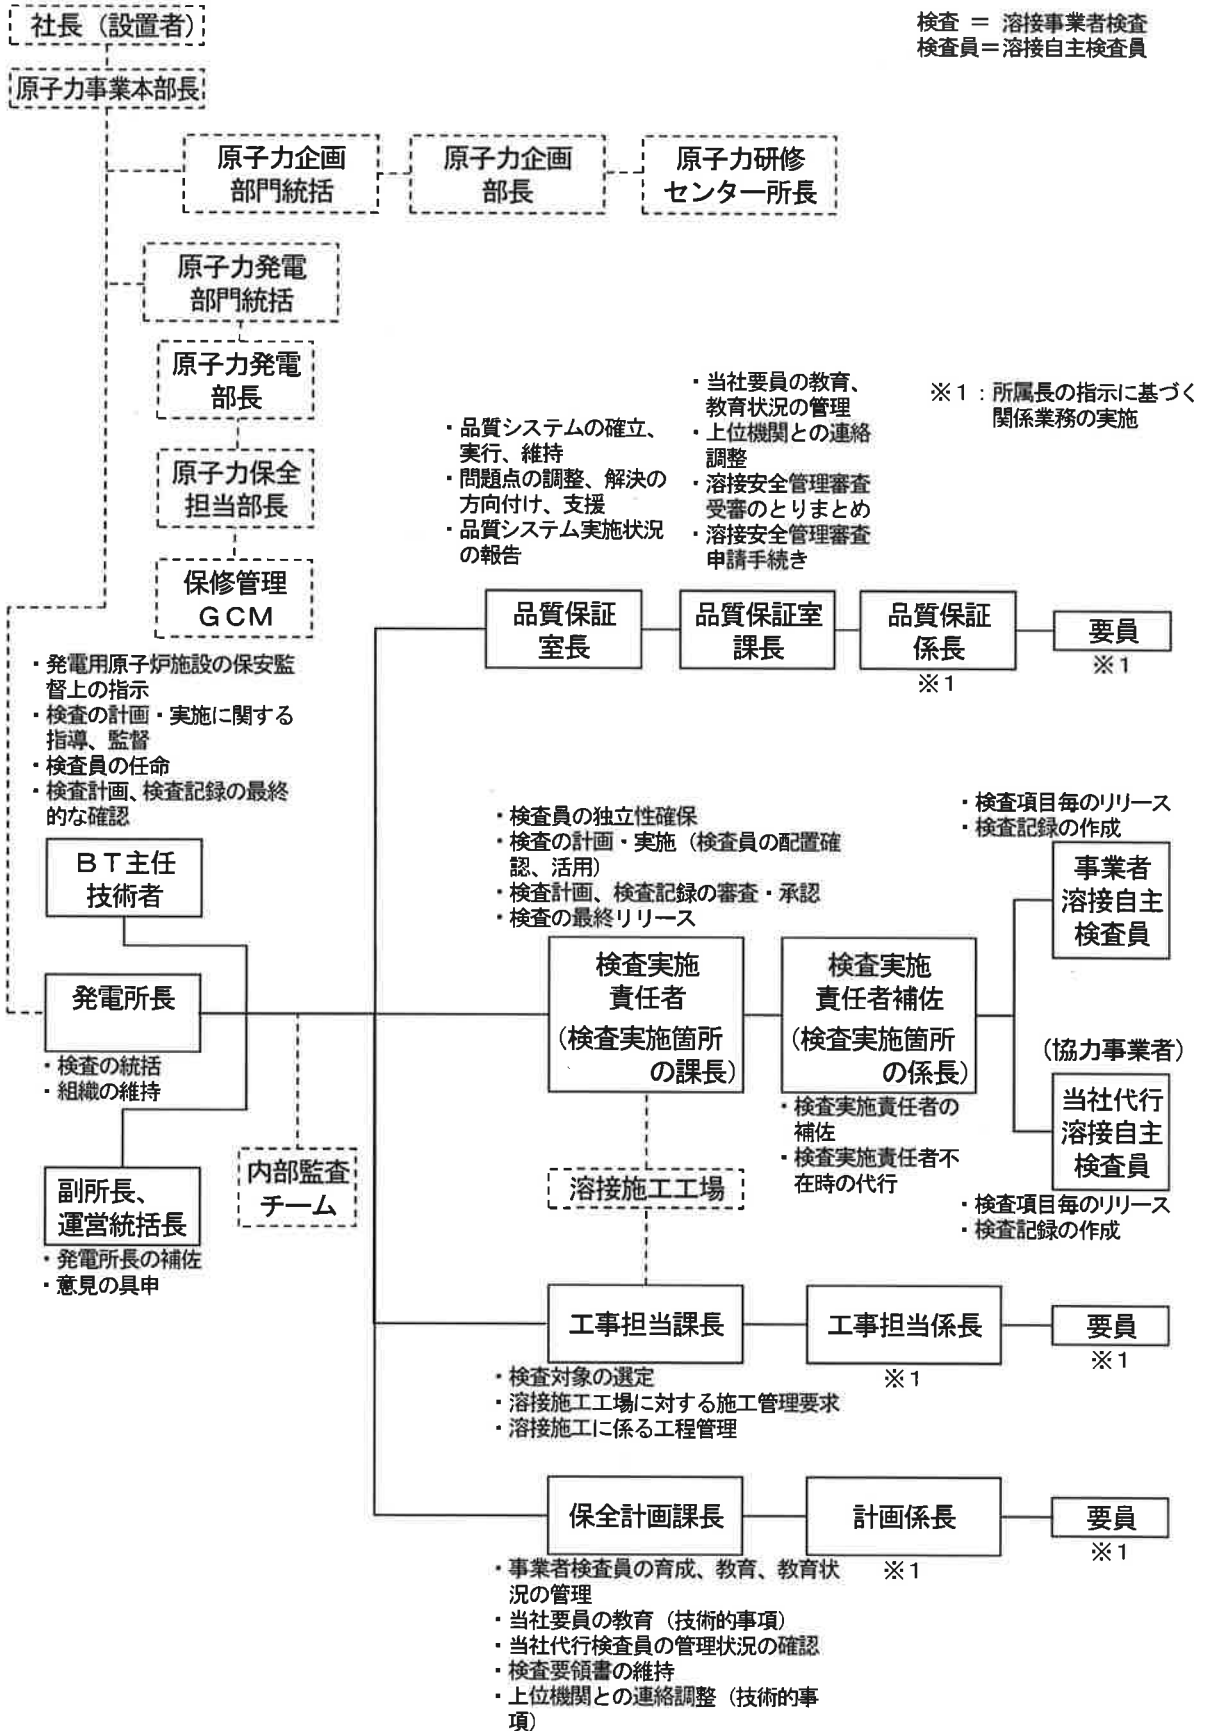 社長（設置者）
検査 ＝ 溶接事業者検査
検査員＝溶接自主検査員
原子力事業本部長
原子力企画
部門統括
原子力企画
部長
原子力研修
センター所長
原子力発電
部門統括
原子力発電
部長
原子力保全
担当部長
保修管理
ＧＣＭ
・品質システムの確立、
実行、維持
・問題点の調整、解決の
方向付け、支援
・品質システム実施状況
の報告
・当社要員の教育、
教育状況の管理
・上位機関との連絡
調整
・溶接安全管理審査
受審のとりまとめ
・溶接安全管理審査
申請手続き
※１：所属長の指示に基づく
関係業務の実施
品質保証
室長
品質保証室
課長
品質保証
係長
※１
要員
※１
・発電用原子炉施設の保安監
督上の指示
・検査の計画・実施に関する
指導、監督
・検査員の任命
・検査計画、検査記録の最終
的な確認
ＢＴ主任
技術者
発電所長
・検査の統括
・組織の維持
副所長、
運営統括長
・発電所長の補佐
・意見の具申
内部監査
チーム
・検査員の独立性確保
・検査の計画・実施（検査員の配置確
認、活用）
・検査計画、検査記録の審査・承認
・検査の最終リリース
検査実施
責任者
（検査実施箇所
の課長）
検査実施
責任者補佐
（検査実施箇所
の係長）
・検査実施責任者の
補佐
・検査実施責任者不
在時の代行
・検査項目毎のリリース
・検査記録の作成
事業者
溶接自主
検査員
（協力事業者）
当社代行
溶接自主
検査員
・検査項目毎のリリース
・検査記録の作成
溶接施工工場
工事担当課長
工事担当係長
※１
要員
※１
・検査対象の選定
・溶接施工工場に対する施工管理要求
・溶接施工に係る工程管理
保全計画課長
計画係長
※１
要員
※１
・事業者検査員の育成、教育、教育状
況の管理
・当社要員の教育（技術的事項）
・当社代行検査員の管理状況の確認
・検査要領書の維持
・上位機関との連絡調整（技術的事
項）